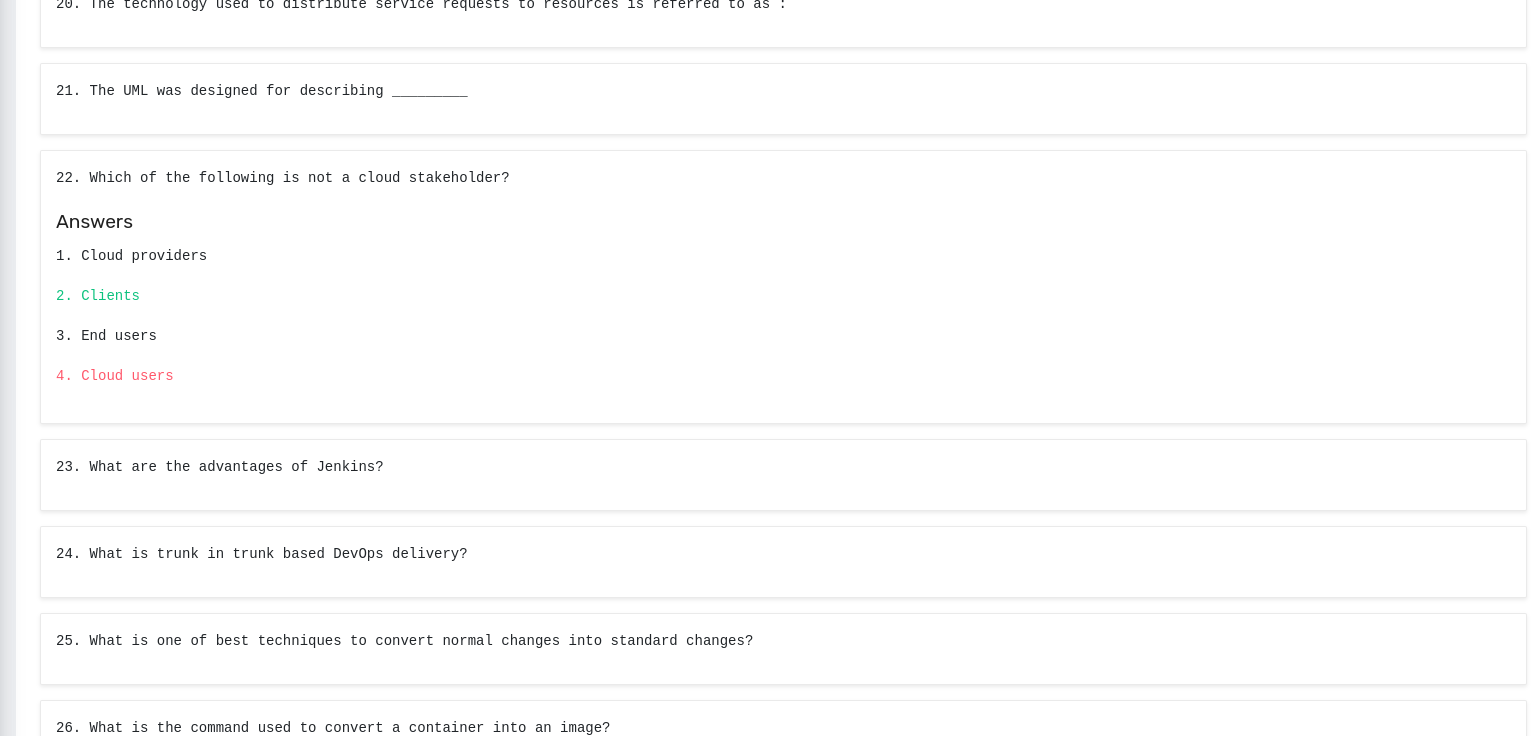 20. The technology used to distribute service requests to resources is referred to as :
21. The UML was designed for describing _________
22. Which of the following is not a cloud stakeholder?
Answers
1. Cloud providers
2. Clients
3. End users
4. Cloud users
23. What are the advantages of Jenkins?
24. What is trunk in trunk based DevOps delivery?
25. What is one of best techniques to convert normal changes into standard changes?
26. What is the command used to convert a container into an image?